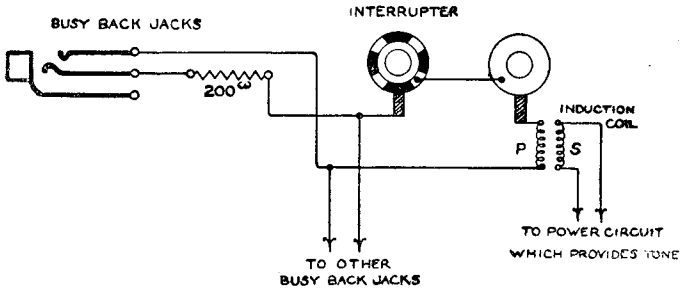 INTERRUPTER
BUSY BACK JACKS
200ω
INDUCTION
COIL
P S
TO POWER CIRCUIT
WHICH PROVIDES TONE
TO OTHER
BUSY BACK JACKS